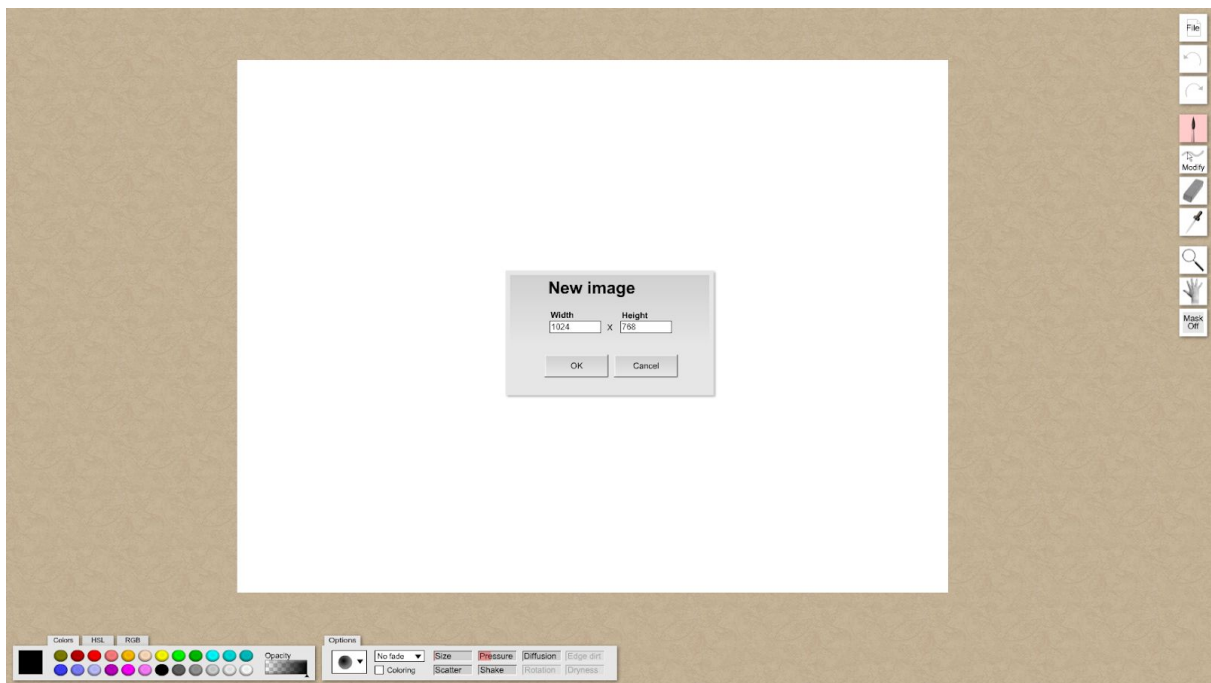 File
Modify
Mask
Off
New image
Width Height
1024 X 768
OK Cancel
Colors HSL RGB
Opacity
Options
No fade Size Pressure Diffusion Edge dirt
Coloring Scatter Shake Rotation Dryness